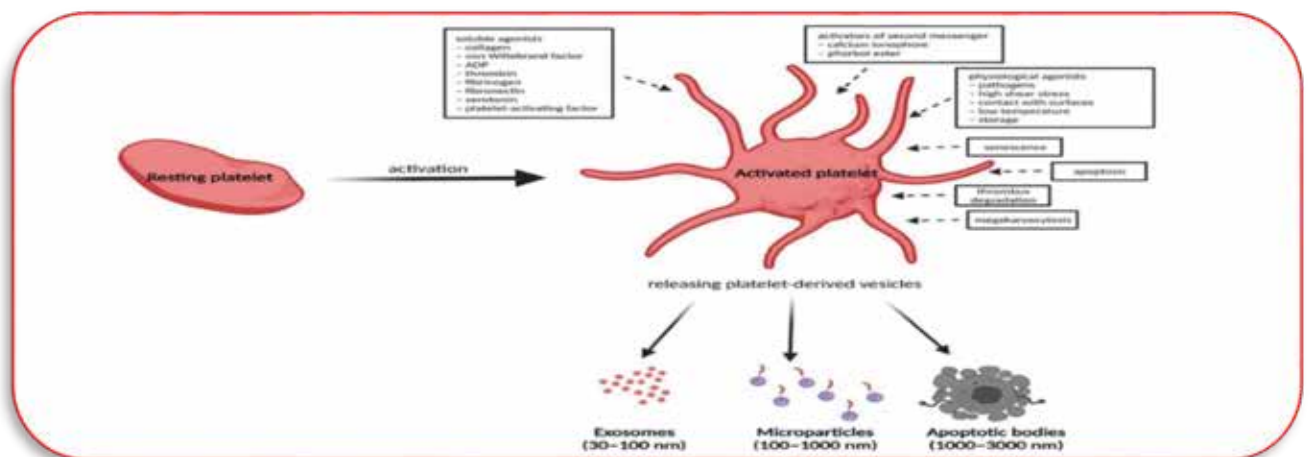 soluble agonists
- collagen
- von Willebrand factor
- ADP
- thrombin
- fibrinogen
- fibronectin
- serotonin
- platelet-activating factor
activators of second messenger
- calcium ionophore
- phorbol ester
physiological agonists
- pathogens
- high shear stress
- contact with surfaces
- low temperature
- storage
senescence
apoptosis
thrombus
degradation
megakaryocytosis
Resting platelet
activation
Activated platelet
releasing platelet-derived vesicles
Exosomes
(30-100 nm)
Microparticles
(100-1000 nm)
Apoptotic bodies
(1000-3000 nm)